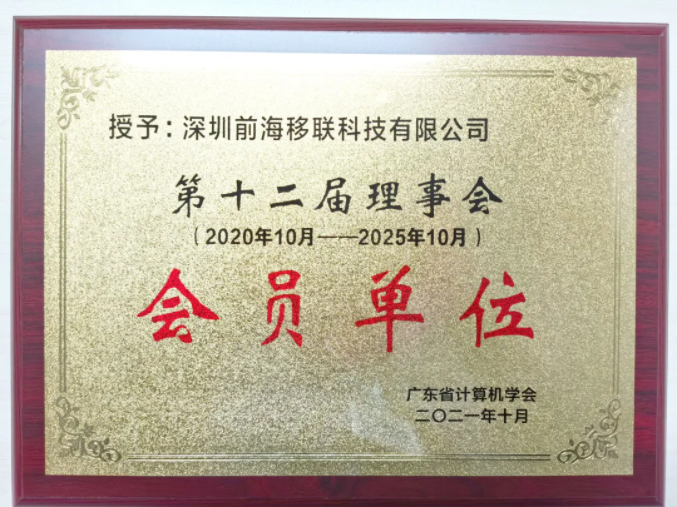 授予：深圳前海移联科技有限公司
第十二届理事会
（2020年10月——2025年10月）
会员单位
广东省计算机学会
二〇二一年十月